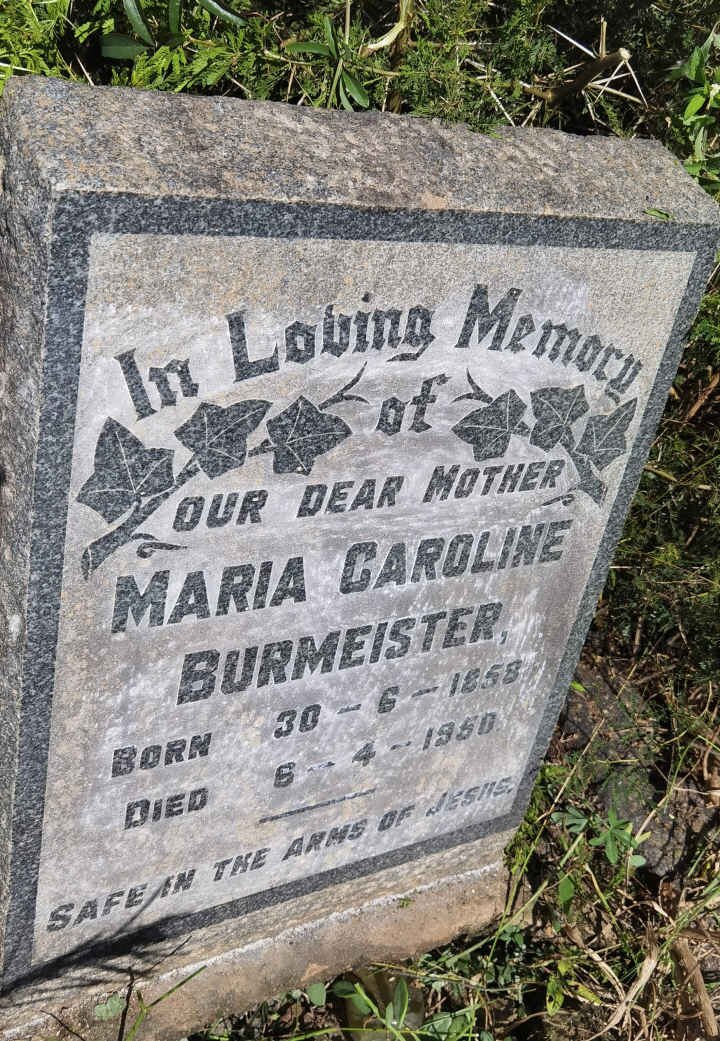 In Loving Memory
of
OUR DEAR MOTHER
MARIA CAROLINE
BURMEISTER,
BORN 30 - 6 - 1858
DIED 6 - 4 - 1950
SAFE IN THE ARMS OF JESUS.